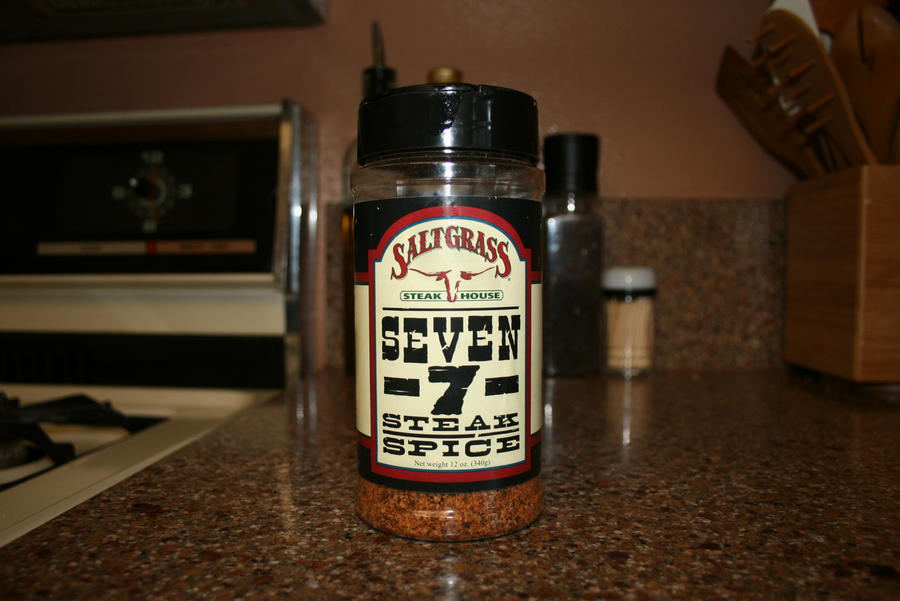 SALTGRASS
STEAK HOUSE
SEVEN
-7-
STEAK
SPICE
Net weight 12 oz. (340g)